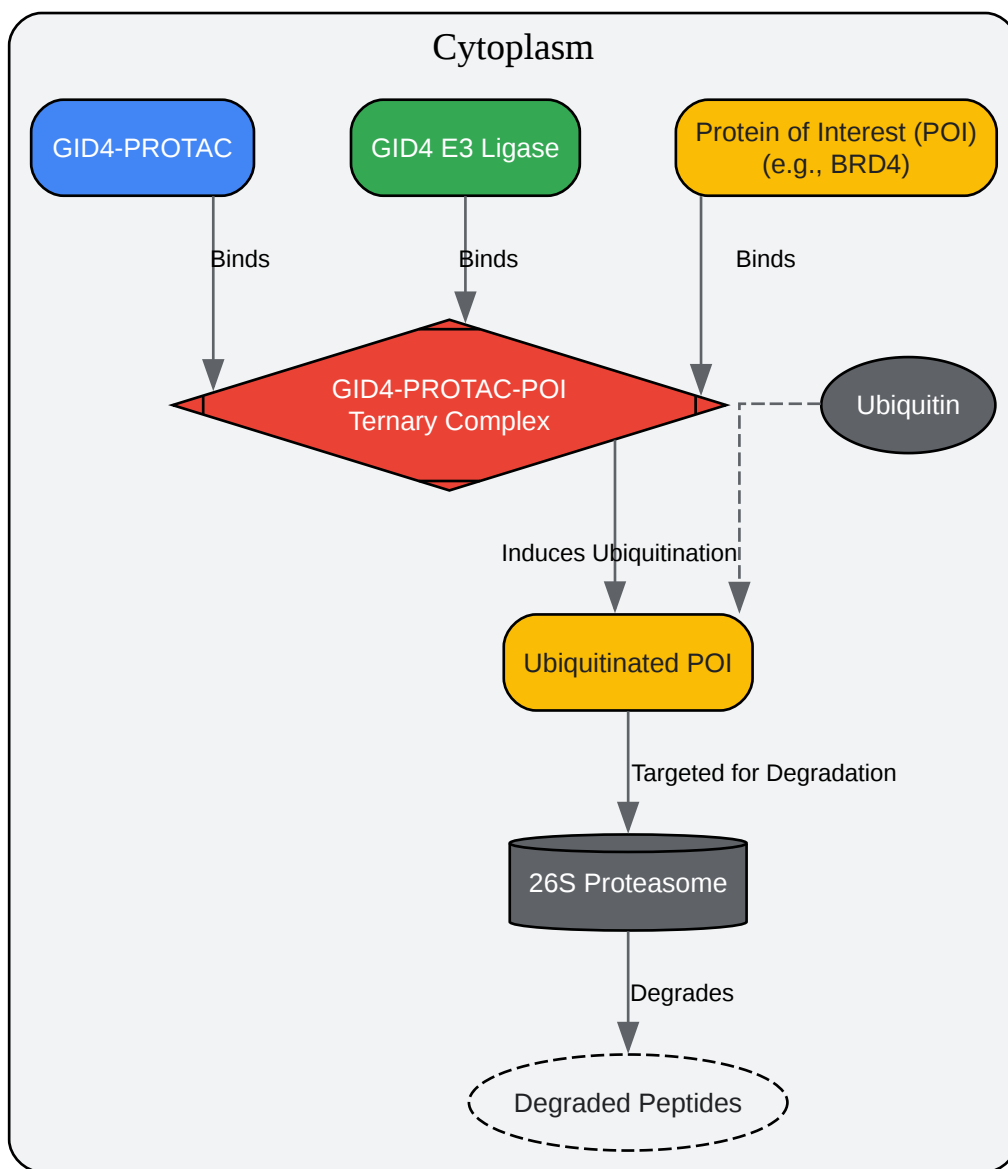 Cytoplasm
GID4-PROTAC
GID4 E3 Ligase
Protein of Interest (POI)
(e.g., BRD4)
Binds
Binds
Binds
GID4-PROTAC-POI
Ternary Complex
Ubiquitin
Induces Ubiquitination
Ubiquitinated POI
Targeted for Degradation
26S Proteasome
Degrades
Degraded Peptides